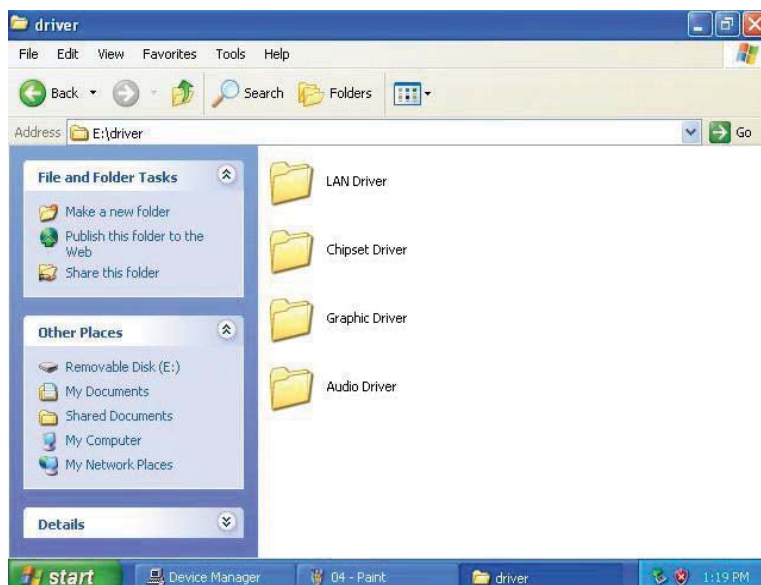 driver
File Edit View Favorites Tools Help
Back Search Folders
Address E:\driver Go
File and Folder Tasks
Make a new folder
Publish this folder to the
Web
Share this folder
Other Places
Removable Disk (E:)
My Documents
Shared Documents
My Computer
My Network Places
Details
LAN Driver
Chipset Driver
Graphic Driver
Audio Driver
start Device Manager 04 - Paint driver 1:19 PM